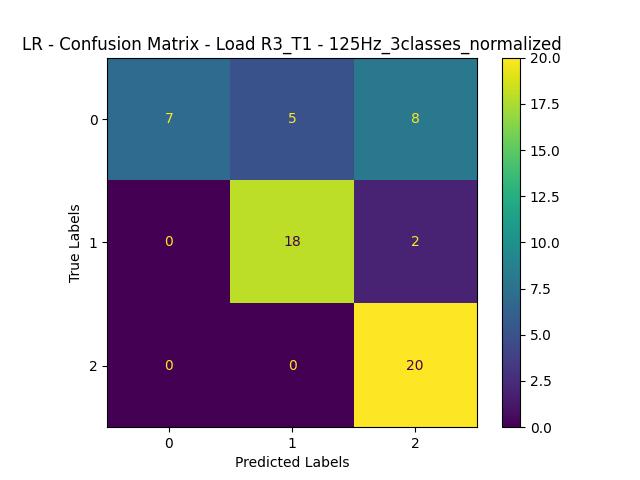 LR - Confusion Matrix - Load R3_T1 - 125Hz_3classes_normalized
20.0
17.5
15.0
12.5
10.0
7.5
5.0
2.5
0.0
True Labels
0
7 5 8
1
0 18 2
2
0 0 20
0 1 2
Predicted Labels